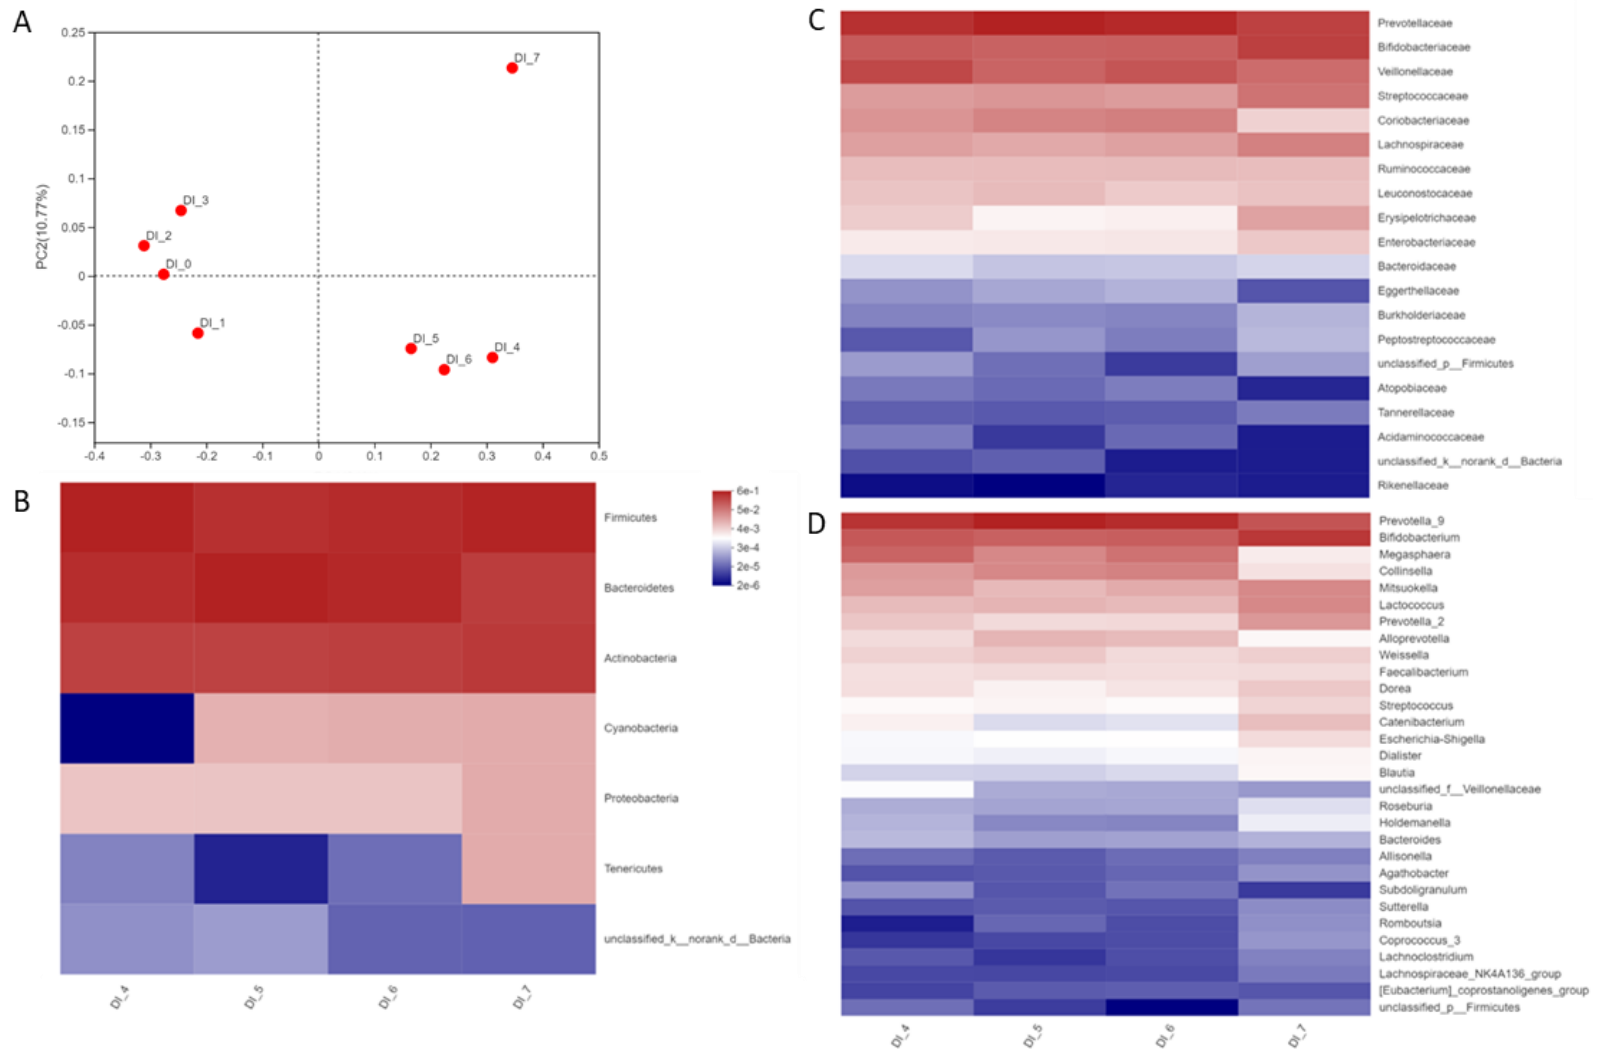 A
0.25
0.2
0.15
0.1
0.05
0
-0.05
-0.1
-0.15
PC2(10.77%)
DI_7
DI_3
DI_2
DI_0
DI_1
DI_5
DI_6
DI_4
-0.4 -0.3 -0.2 -0.1 0 0.1 0.2 0.3 0.4 0.5
B
Firmicutes
Bacteroidetes
Actinobacteria
Cyanobacteria
Proteobacteria
Tenericutes
unclassified_k__norank_d__Bacteria
DI_4 DI_5 DI_6 DI_7
6e-1
5e-2
4e-3
3e-4
2e-5
2e-6
C
Prevotellaceae
Bifidobacteriaceae
Veillonellaceae
Streptococcaceae
Coriobacteriaceae
Lachnospiraceae
Ruminococcaceae
Leuconostocaceae
Erysipelotrichaceae
Enterobacteriaceae
Bacteroidaceae
Eggerthellaceae
Burkholderiaceae
Peptostreptococcaceae
unclassified_p__Firmicutes
Atopobiaceae
Tannerellaceae
Acidaminococcaceae
unclassified_k__norank_d__Bacteria
Rikenellaceae
D
Prevotella_9
Bifidobacterium
Megasphaera
Collinsella
Mitsuokella
Lactococcus
Prevotella_2
Alloprevotella
Weissella
Faecalibacterium
Dorea
Streptococcus
Catenibacterium
Escherichia-Shigella
Dialister
Blautia
unclassified_f__Veillonellaceae
Roseburia
Holdemanella
Bacteroides
Allisonella
Agathobacter
Subdoligranulum
Sutterella
Romboutsia
Coprococcus_3
Lachnoclostridium
Lachnospiraceae_NK4A136_group
[Eubacterium]_coprostanoligenes_group
unclassified_p__Firmicutes
DI_4 DI_5 DI_6 DI_7